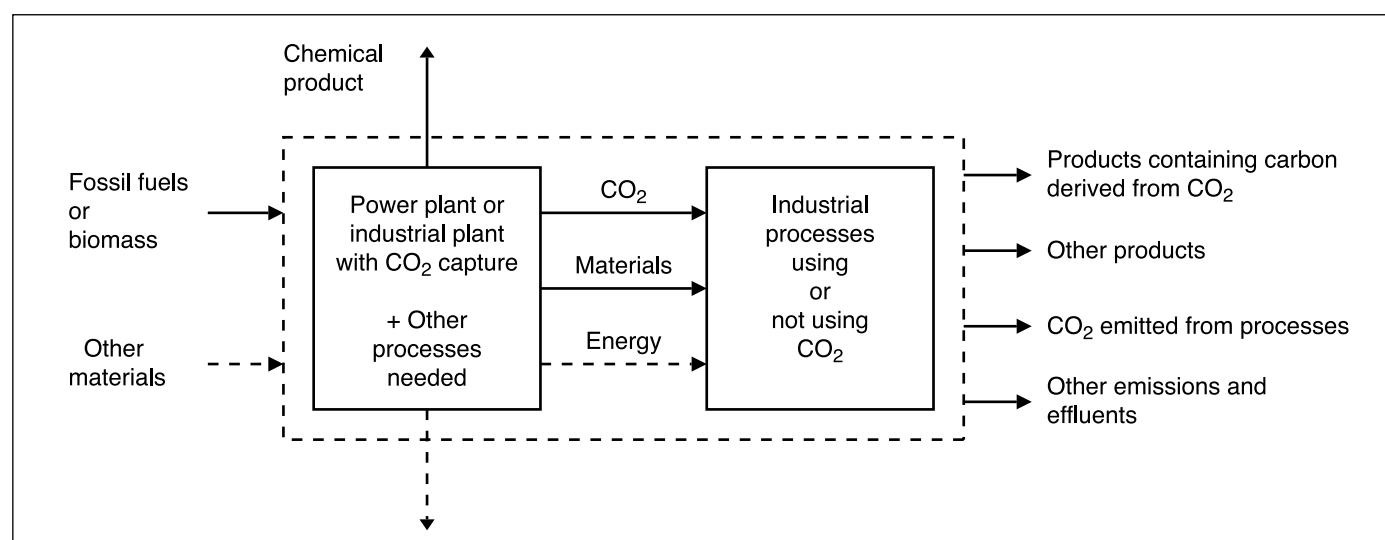 Chemical
product
Fossil fuels
or
biomass
Other
materials
Power plant or
industrial plant
with CO₂ capture
+ Other
processes
needed
CO₂
Materials
Energy
Industrial
processes
using
or
not using
CO₂
Products containing carbon
derived from CO₂
Other products
CO₂ emitted from processes
Other emissions and
effluents